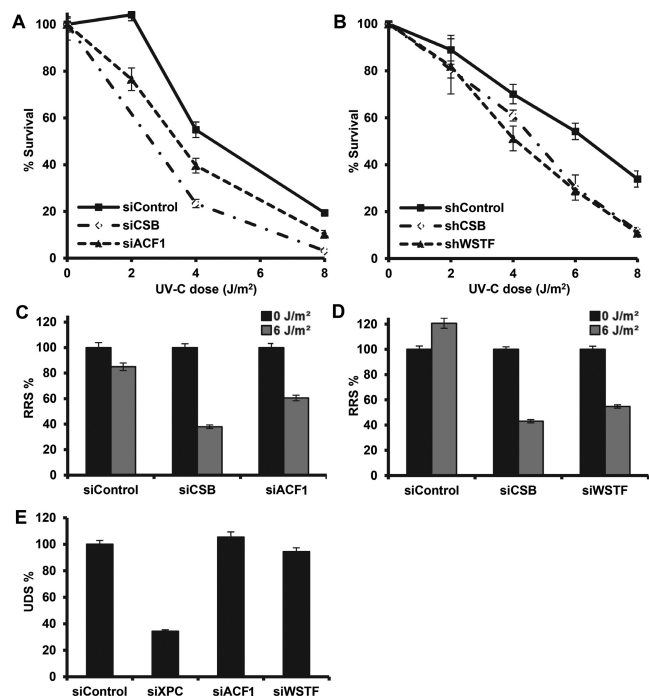 A
% Survival
100
80
60
40
20
0
siControl
siCSB
siACF1
0 2 4 6 8
UV-C dose (J/m²)
B
% Survival
100
80
60
40
20
0
shControl
shCSB
shWSTF
0 2 4 6 8
UV-C dose (J/m²)
C
RRS %
120
100
80
60
40
20
0
0 J/m²
6 J/m²
siControl siCSB siACF1
D
RRS %
120
100
80
60
40
20
0
0 J/m²
6 J/m²
siControl siCSB siWSTF
E
UDS %
120
100
80
60
40
20
0
siControl siXPC siACF1 siWSTF